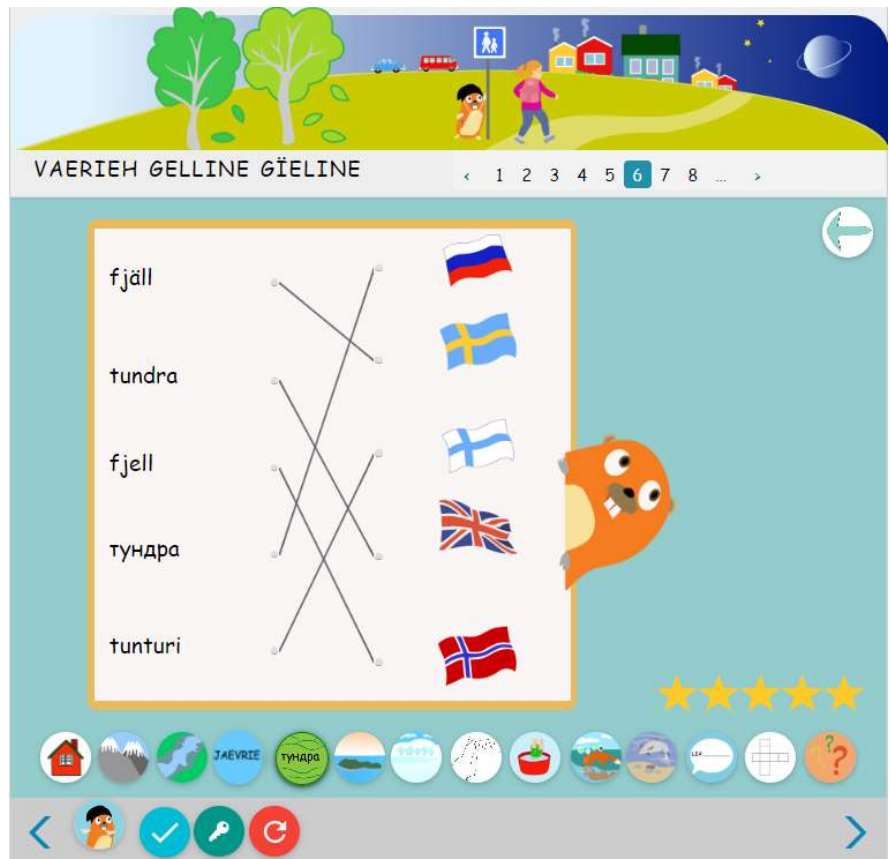 VAERIEH GELLINE GÏELINE
‹ 1 2 3 4 5 6 7 8 … ›
fjäll
tundra
fjell
тундра
tunturi
JAEVRIE
тундра